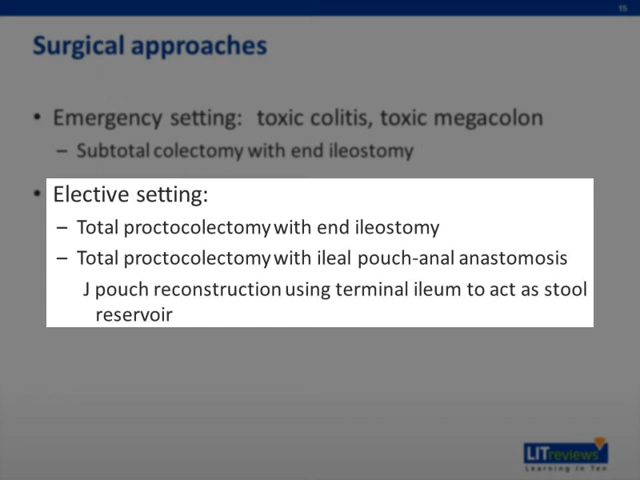 15
Surgical approaches
• Emergency setting: toxic colitis, toxic megacolon
– Subtotal colectomy with end ileostomy
• Elective setting:
– Total proctocolectomy with end ileostomy
– Total proctocolectomy with ileal pouch-anal anastomosis
J pouch reconstruction using terminal ileum to act as stool
reservoir
LITreviews
Learning In Ten